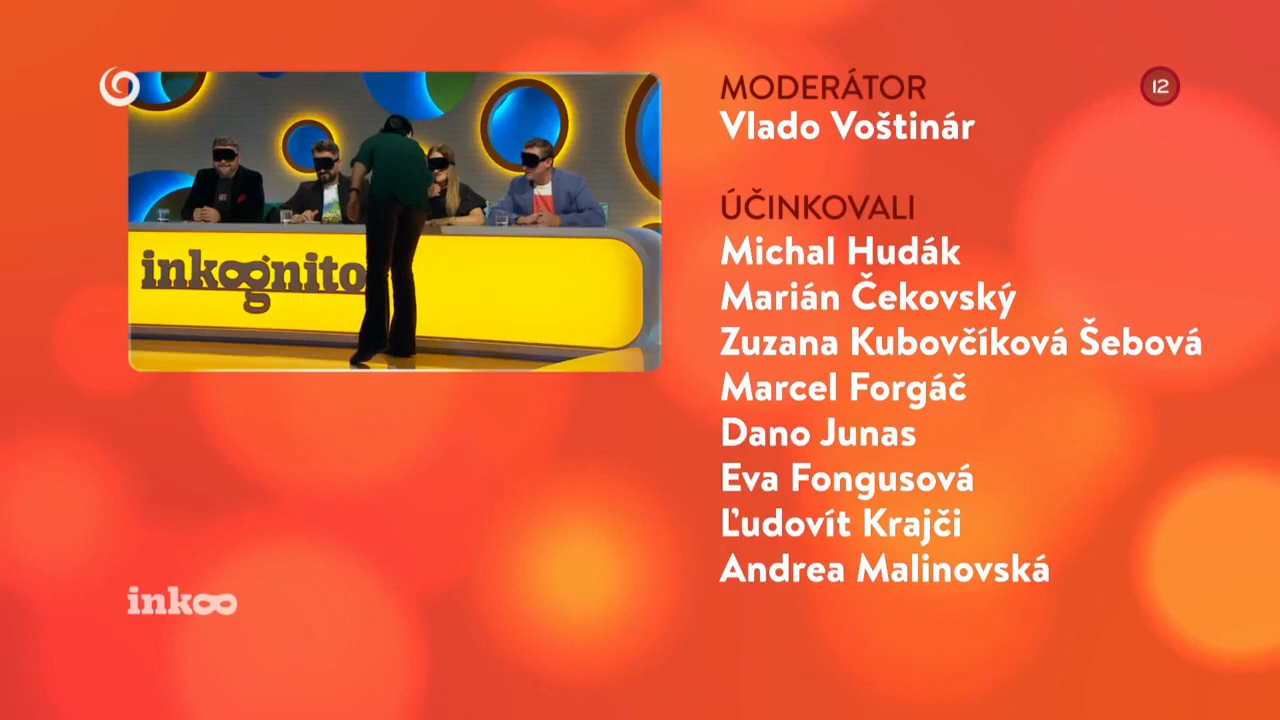 MODERÁTOR
Vlado Voštinár
ÚČINKOVALI
Michal Hudák
Marián Čekovský
Zuzana Kubovčíková Šebová
Marcel Forgáč
Dano Junas
Eva Fongusová
Ľudovít Krajči
Andrea Malinovská
12
inkognito
inkoo